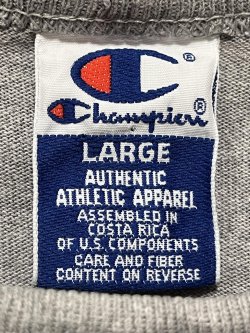 Champion®
LARGE
AUTHENTIC
ATHLETIC APPAREL
ASSEMBLED IN
COSTA RICA
OF U.S. COMPONENTS
CARE AND FIBER
CONTENT ON REVERSE